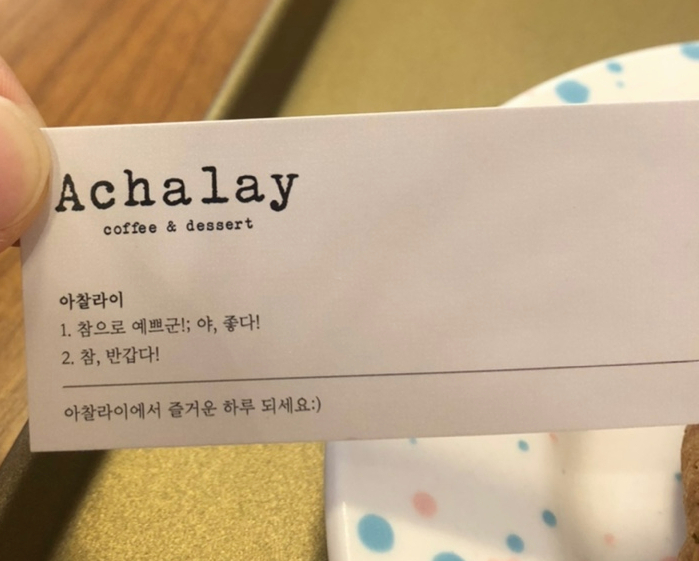 Achalay
coffee & dessert
아찰라이
1. 참으로 예쁘군!; 야, 좋다!
2. 참, 반갑다!
아찰라이에서 즐거운 하루 되세요:)